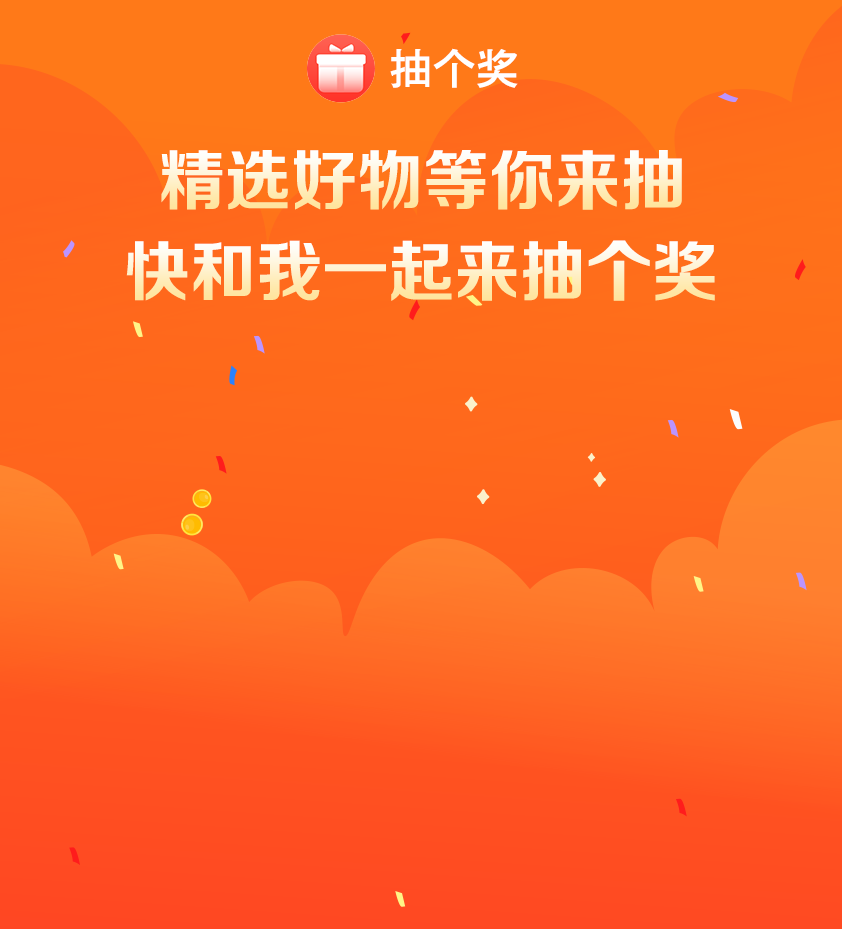 抽个奖
精选好物等你来抽
快和我一起来抽个奖